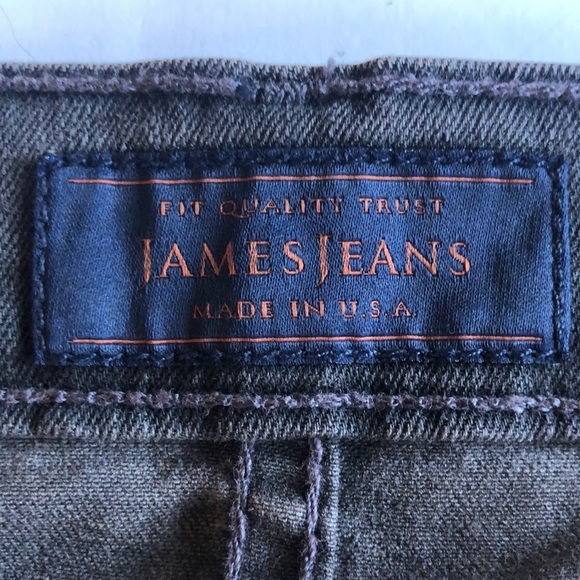 FIT QUALITY TRUST
JAMES JEANS
MADE IN U.S.A